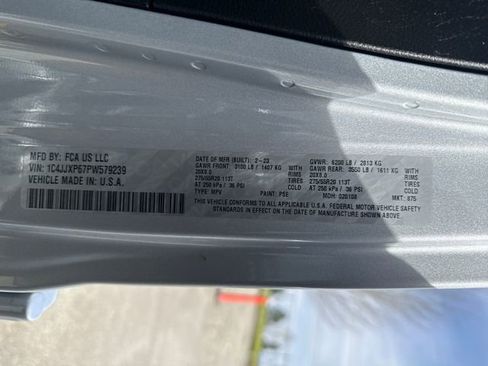 MFD BY: FCA US LLC
VIN: 1C4JJXP67PW579239
VEHICLE MADE IN U.S.A.
DATE OF MFR (BUILT): 2-23
GAWR FRONT 3100 LB / 1407 KG WITH
20X8.0 RIMS
275/55R20 113T TIRES
AT 250 kPa / 36 PSI COLD
TYPE: MPV
PAINT: PSE
GVWR: 6200 LB / 2813 KG
GAWR REAR: 3550 LB / 1611 KG WITH
20X8.0 RIMS
275/55R20 113T TIRES
AT 250 kPa / 36 PSI COLD
MDH: 020108
MKT: 875
THIS VEHICLE CONFORMS TO ALL APPLICABLE U.S.A. FEDERAL MOTOR VEHICLE SAFETY
STANDARDS IN EFFECT ON THE DATE OF MANUFACTURE SHOWN ABOVE.